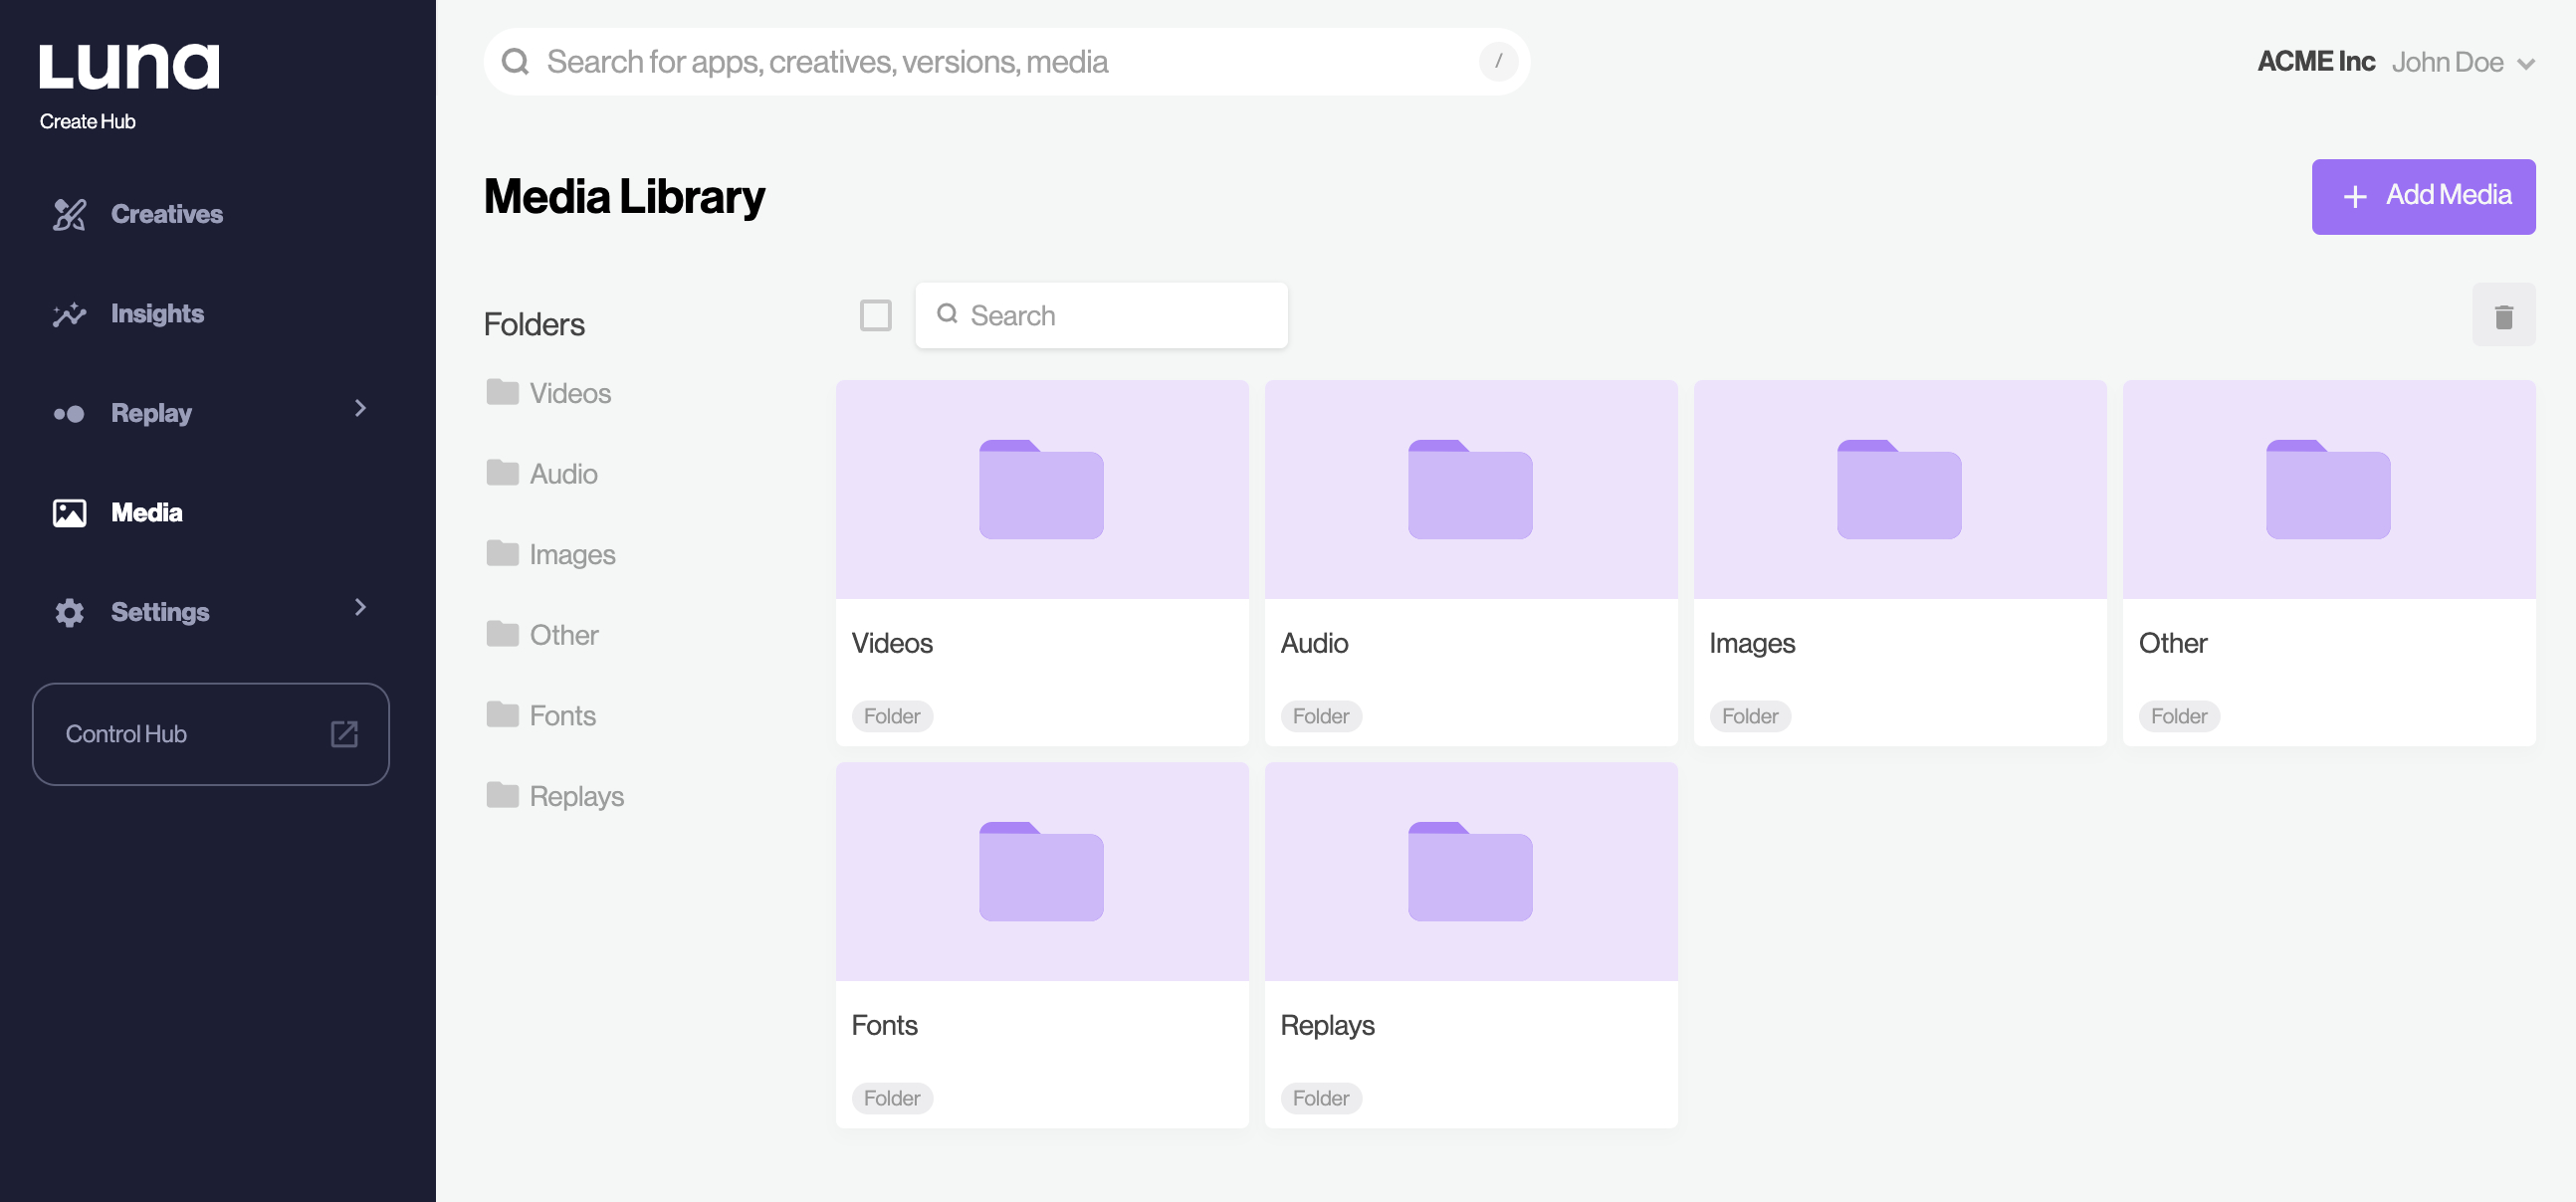 Luna
Create Hub
Creatives
Insights
Replay
Media
Settings
Control Hub
Search for apps, creatives, versions, media
/
ACME Inc John Doe
Media Library
Add Media
Folders
Videos
Audio
Images
Other
Fonts
Replays
Search
Videos
Folder
Audio
Folder
Images
Folder
Other
Folder
Fonts
Folder
Replays
Folder